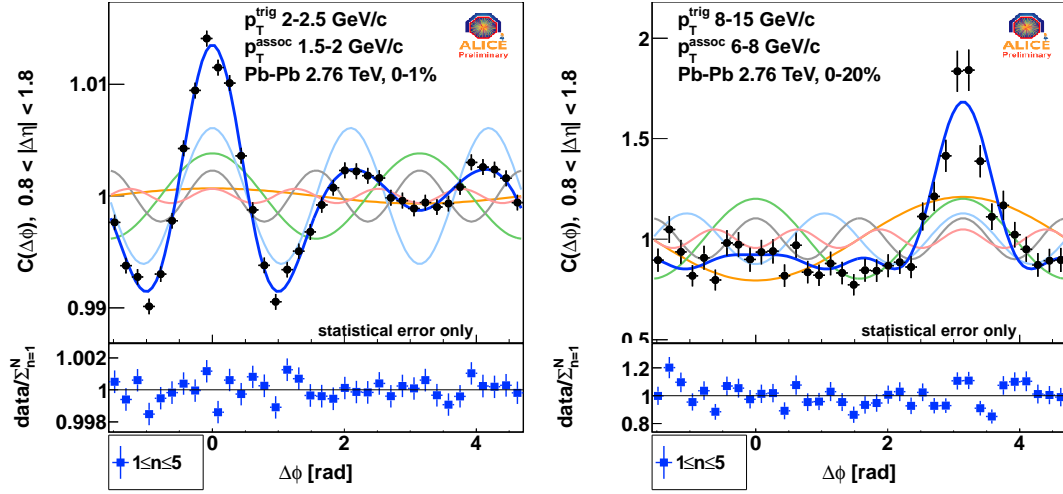 p_T^trig 2-2.5 GeV/c
p_T^assoc 1.5-2 GeV/c
Pb-Pb 2.76 TeV, 0-1%
ALICE
Preliminary
C(Δϕ), 0.8 < |Δη| < 1.8
1.01
1
0.99
statistical error only
data/Σ^N_n=1
1.002
1
0.998
0 2 4
Δϕ [rad]
1≤n≤5
p_T^trig 8-15 GeV/c
p_T^assoc 6-8 GeV/c
Pb-Pb 2.76 TeV, 0-20%
ALICE
Preliminary
C(Δϕ), 0.8 < |Δη| < 1.8
2
1.5
1
0.5
statistical error only
data/Σ^N_n=1
1.2
1
0.8
0 2 4
Δϕ [rad]
1≤n≤5